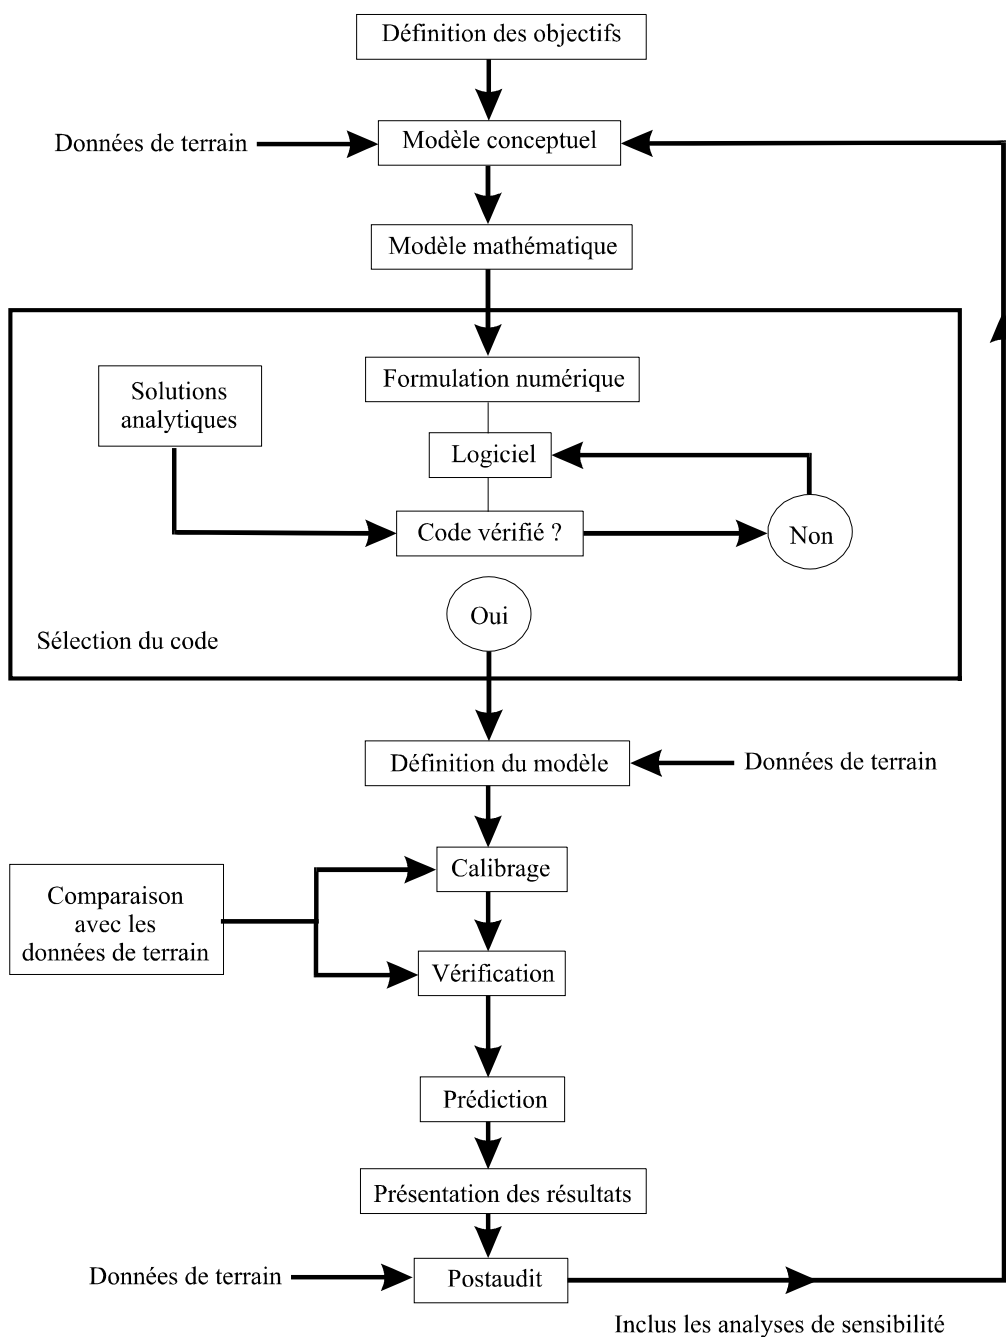 Définition des objectifs
Données de terrain
Modèle conceptuel
Modèle mathématique
Formulation numérique
Solutions
analytiques
Logiciel
Code vérifié ?
Non
Oui
Sélection du code
Définition du modèle
Données de terrain
Calibrage
Comparaison
avec les
données de terrain
Vérification
Prédiction
Présentation des résultats
Données de terrain
Postaudit
Inclus les analyses de sensibilité